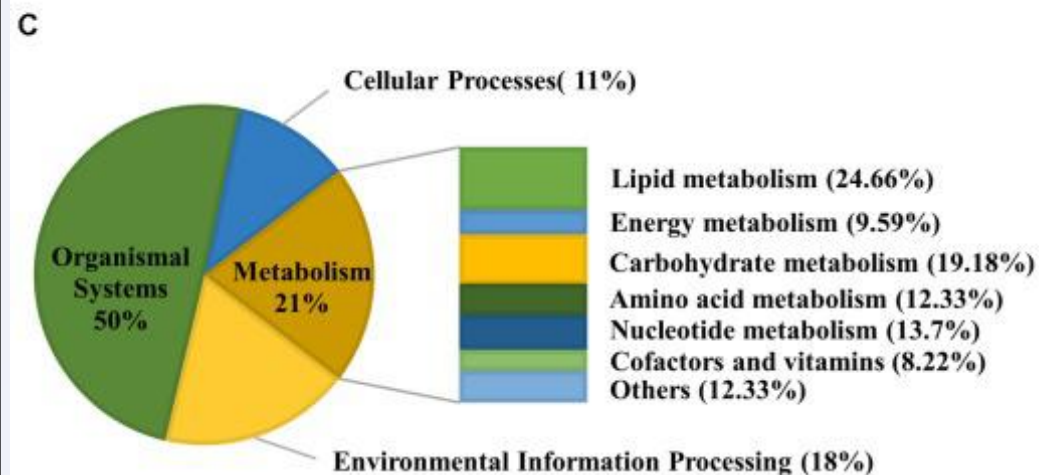 C
Cellular Processes( 11%)
Organismal
Systems
50%
Metabolism
21%
Lipid metabolism (24.66%)
Energy metabolism (9.59%)
Carbohydrate metabolism (19.18%)
Amino acid metabolism (12.33%)
Nucleotide metabolism (13.7%)
Cofactors and vitamins (8.22%)
Others (12.33%)
Environmental Information Processing (18%)